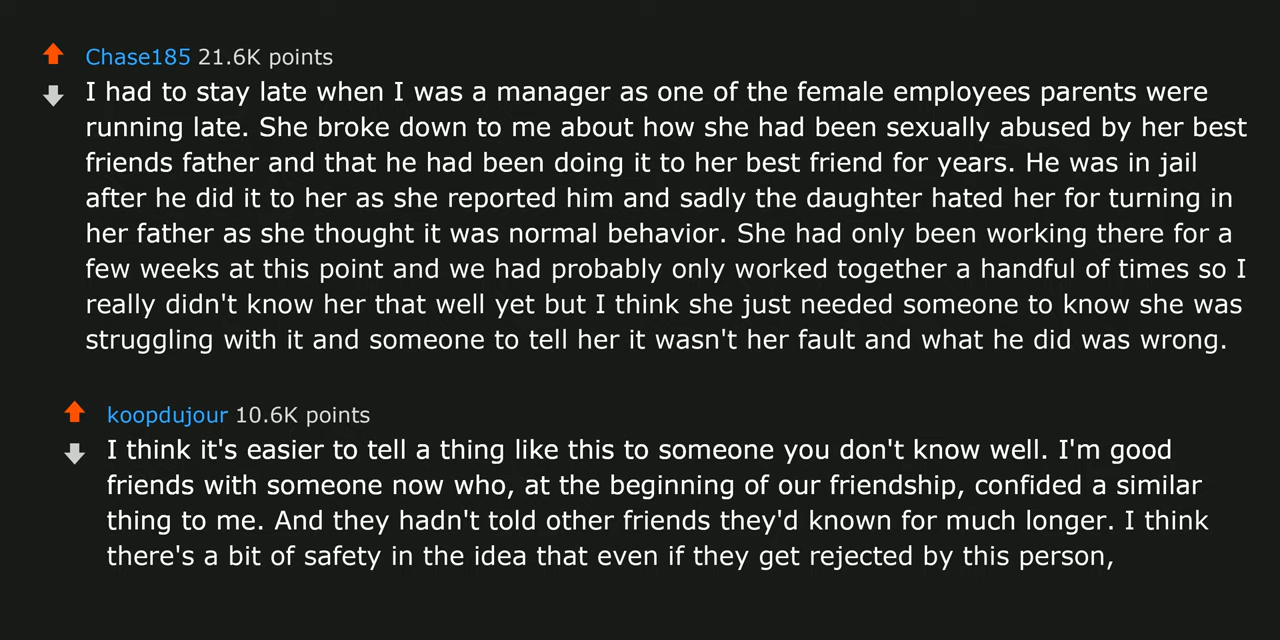 Chase185 21.6K points
I had to stay late when I was a manager as one of the female employees parents were
running late. She broke down to me about how she had been sexually abused by her best
friends father and that he had been doing it to her best friend for years. He was in jail
after he did it to her as she reported him and sadly the daughter hated her for turning in
her father as she thought it was normal behavior. She had only been working there for a
few weeks at this point and we had probably only worked together a handful of times so I
really didn't know her that well yet but I think she just needed someone to know she was
struggling with it and someone to tell her it wasn't her fault and what he did was wrong.
koopdujour 10.6K points
I think it's easier to tell a thing like this to someone you don't know well. I'm good
friends with someone now who, at the beginning of our friendship, confided a similar
thing to me. And they hadn't told other friends they'd known for much longer. I think
there's a bit of safety in the idea that even if they get rejected by this person,